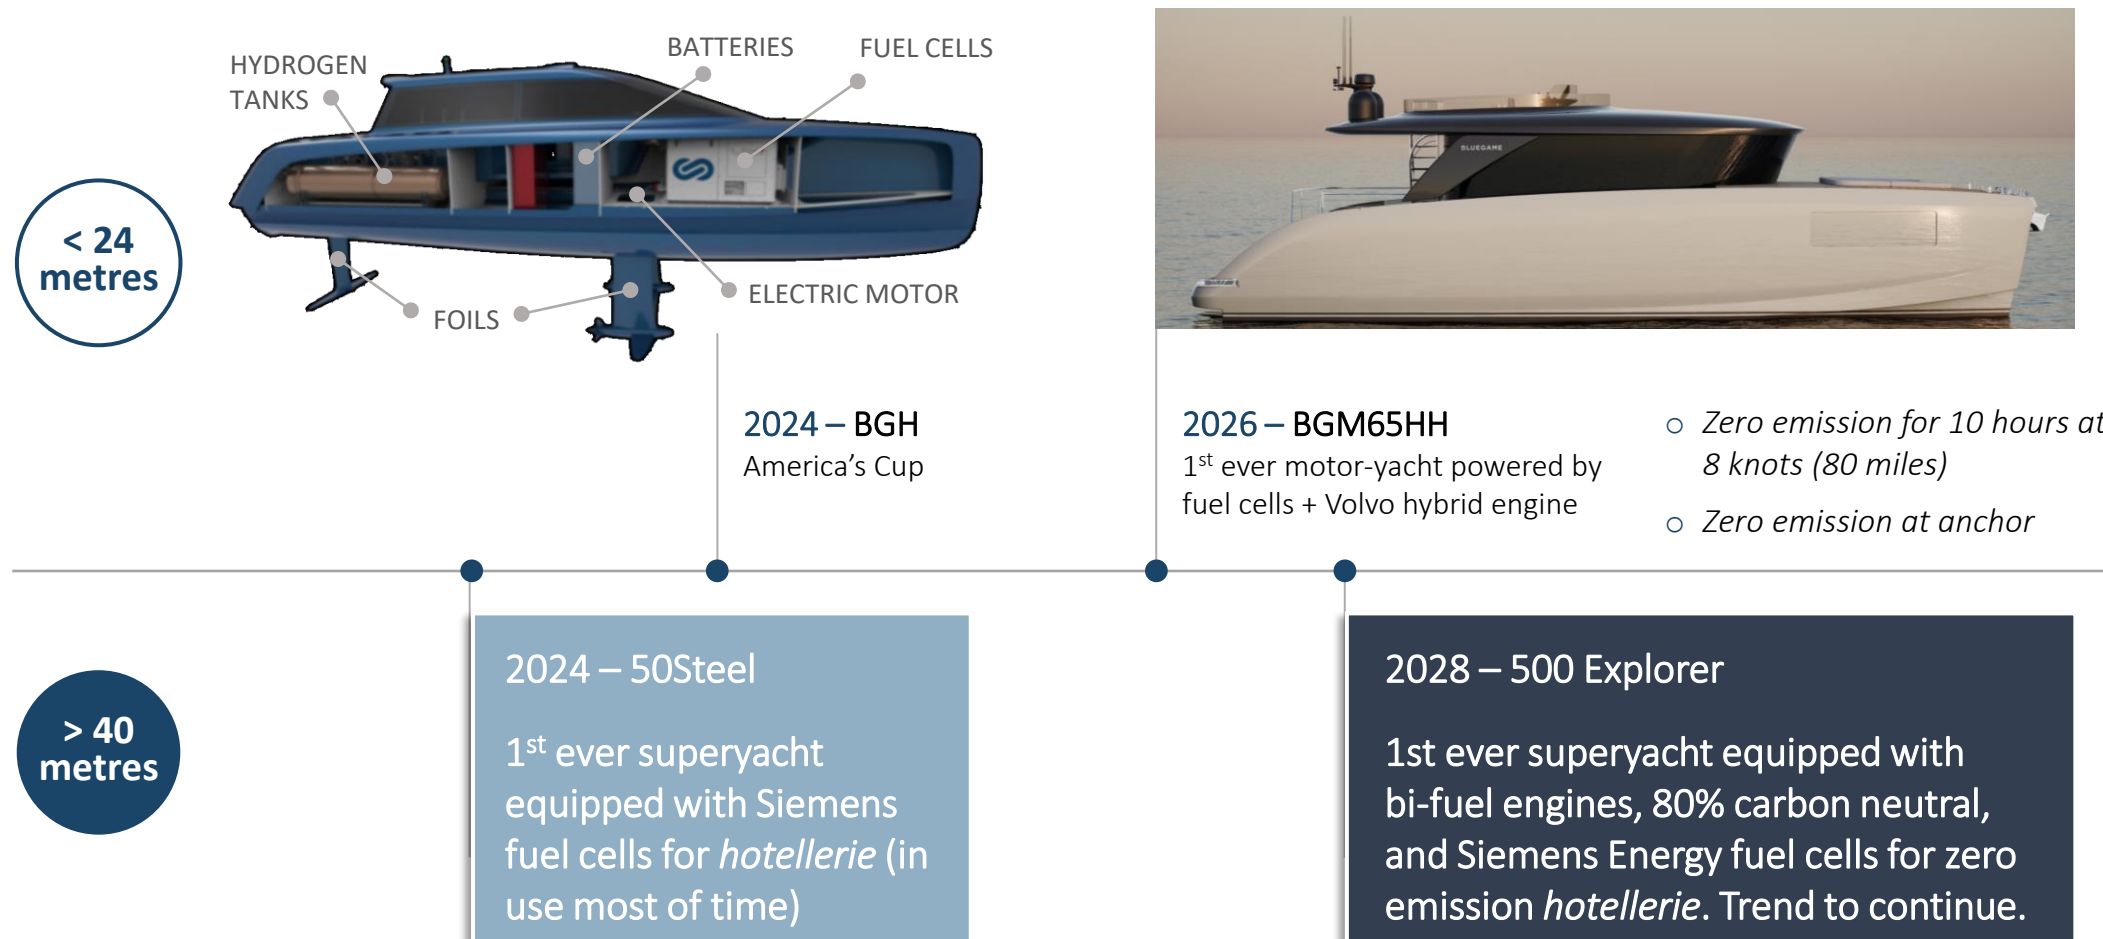 HYDROGEN
TANKS
BATTERIES
FUEL CELLS
FOILS
ELECTRIC MOTOR
BLUEGAME
< 24
metres
2024 – BGH
America’s Cup
2026 – BGM65HH
1st ever motor-yacht powered by
fuel cells + Volvo hybrid engine
○ Zero emission for 10 hours at
8 knots (80 miles)
○ Zero emission at anchor
> 40
metres
2024 – 50Steel
1st ever superyacht
equipped with Siemens
fuel cells for hotellerie (in
use most of time)
2028 – 500 Explorer
1st ever superyacht equipped with
bi-fuel engines, 80% carbon neutral,
and Siemens Energy fuel cells for zero
emission hotellerie. Trend to continue.